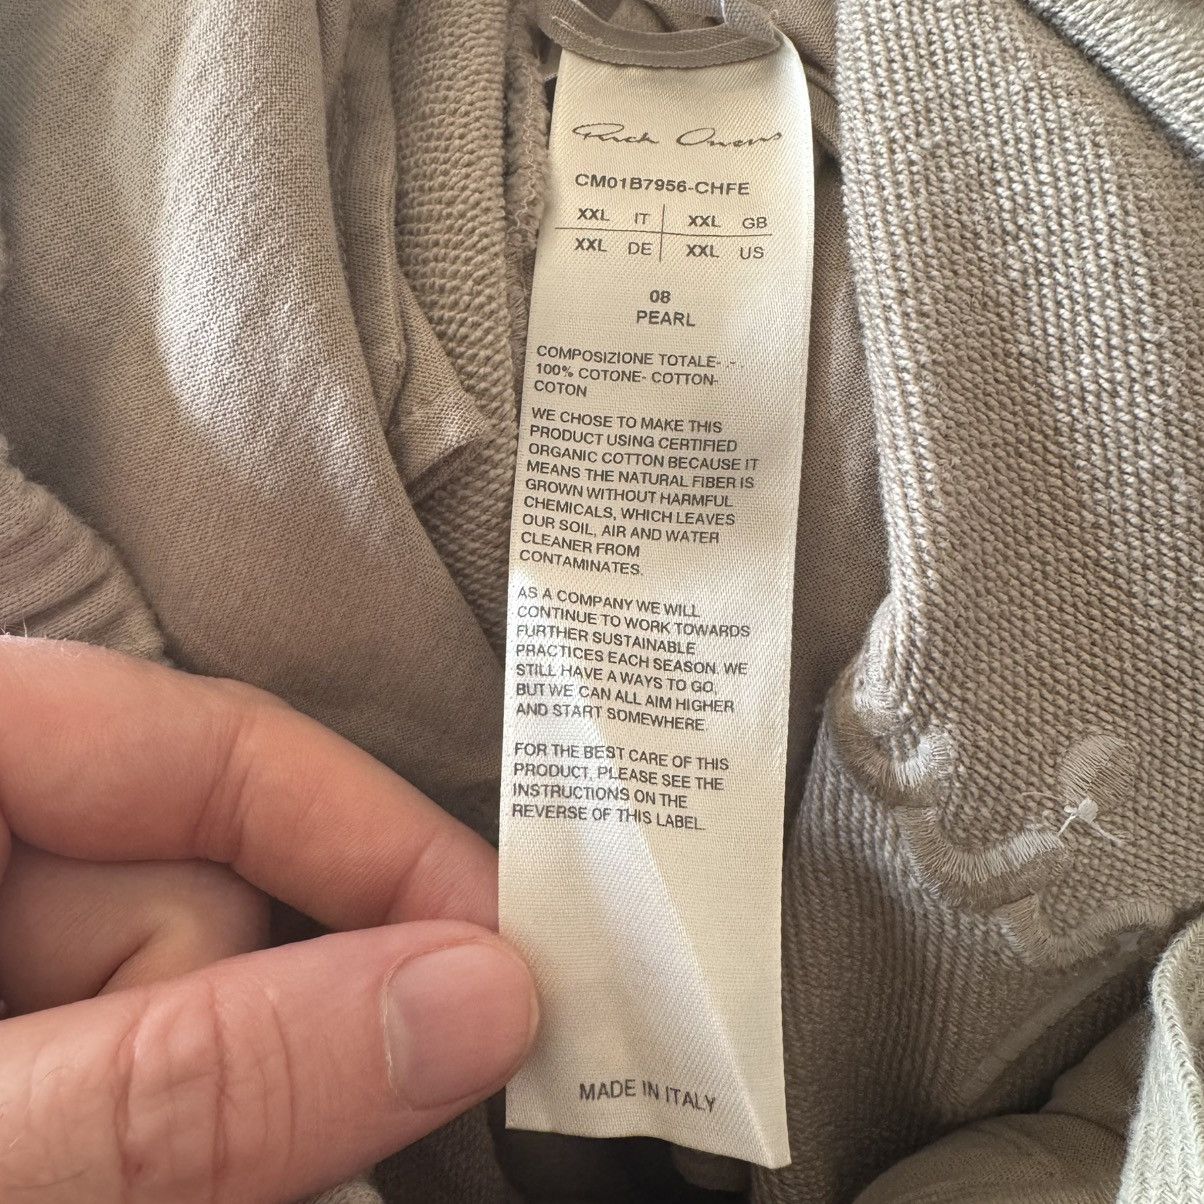 Rick Owens
CM01B7956-CHFE
XXL IT XXL GB
XXL DE XXL US
08
PEARL
COMPOSIZIONE TOTALE- -
100% COTONE- COTTON-
COTON
WE CHOSE TO MAKE THIS
PRODUCT USING CERTIFIED
ORGANIC COTTON BECAUSE IT
MEANS THE NATURAL FIBER IS
GROWN WITHOUT HARMFUL
CHEMICALS, WHICH LEAVES
OUR SOIL, AIR AND WATER
CLEANER FROM
CONTAMINATES.
AS A COMPANY WE WILL
CONTINUE TO WORK TOWARDS
FURTHER SUSTAINABLE
PRACTICES EACH SEASON. WE
STILL HAVE A WAYS TO GO,
BUT WE CAN ALL AIM HIGHER
AND START SOMEWHERE.
FOR THE BEST CARE OF THIS
PRODUCT, PLEASE SEE THE
INSTRUCTIONS ON THE
REVERSE OF THIS LABEL.
MADE IN ITALY